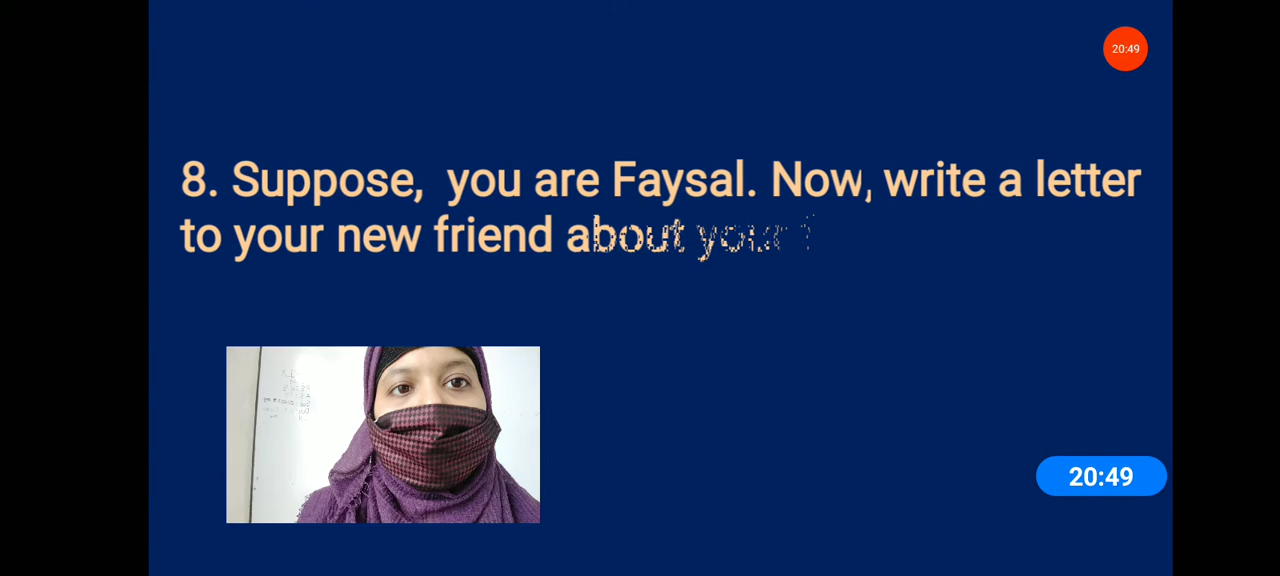 20:49
8. Suppose, you are Faysal. Now, write a letter
to your new friend about your
20:49